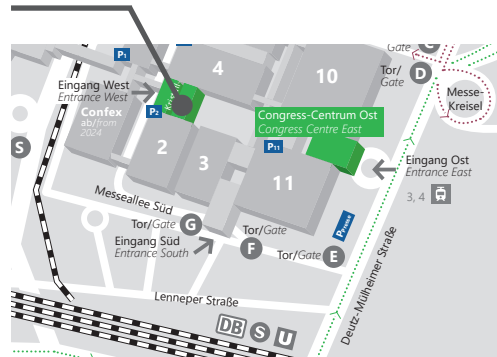 P1
Gate
C
4
10
Tor/
Gate
D
Messe-
Kreisel
Eingang West
Entrance West
Confex
ab/from
2024
P2
Congress-Centrum Ost
Congress Centre East
S
2
3
P11
11
Eingang Ost
Entrance East
3, 4
Messeallee Süd
Tor/Gate G
Eingang Süd
Entrance South
F
PPresse
Tor/Gate E
Deutz-Mülheimer Straße
Lenneper Straße
DB S U